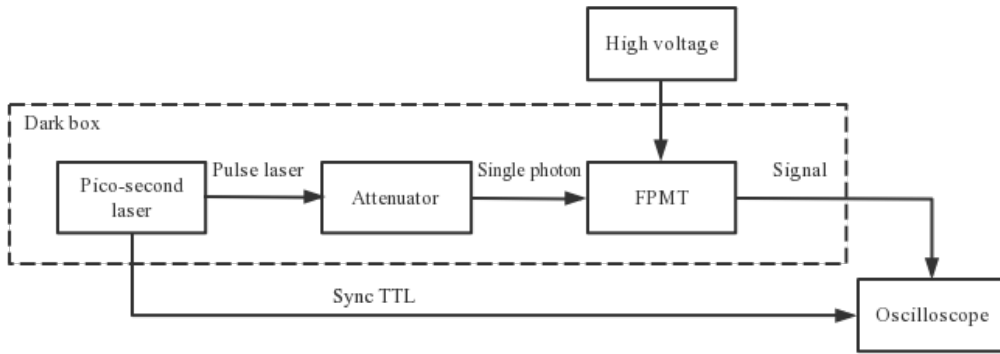 High voltage
Dark box
Pulse laser
Single photon
Signal
Pico-second
laser
Attenuator
FPMT
Sync TTL
Oscilloscope